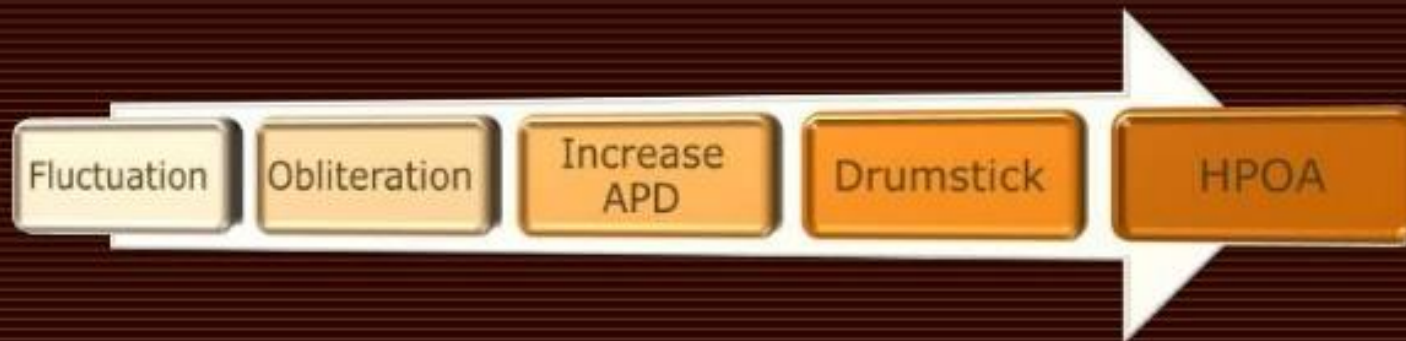 Fluctuation
Obliteration
Increase
APD
Drumstick
HPOA